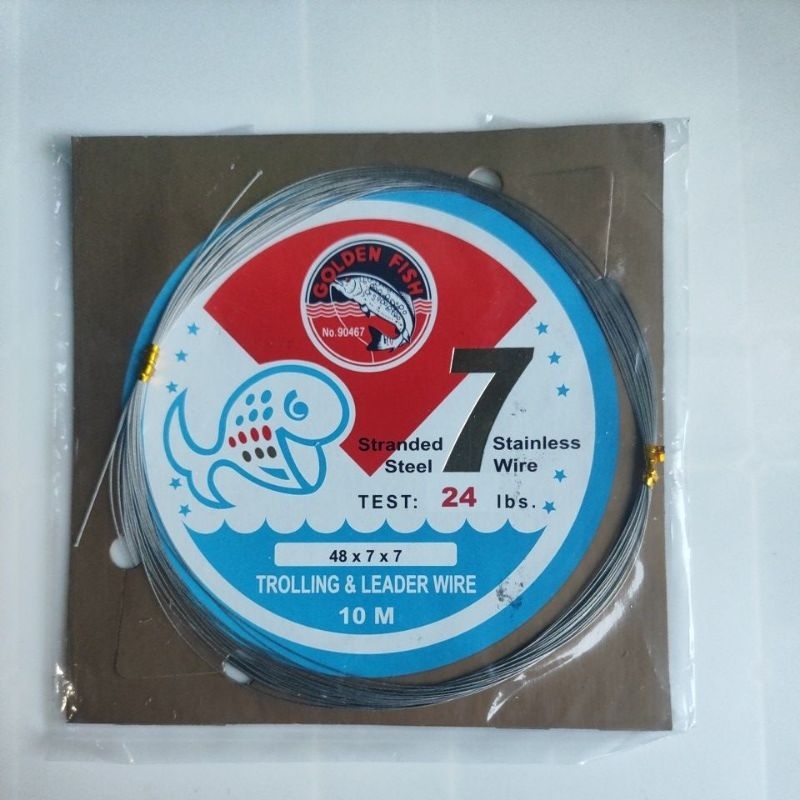 GOLDEN FISH
No.90467
7
Stranded Stainless
Steel Wire
TEST: 24 lbs.
48 x 7 x 7
TROLLING & LEADER WIRE
10 M